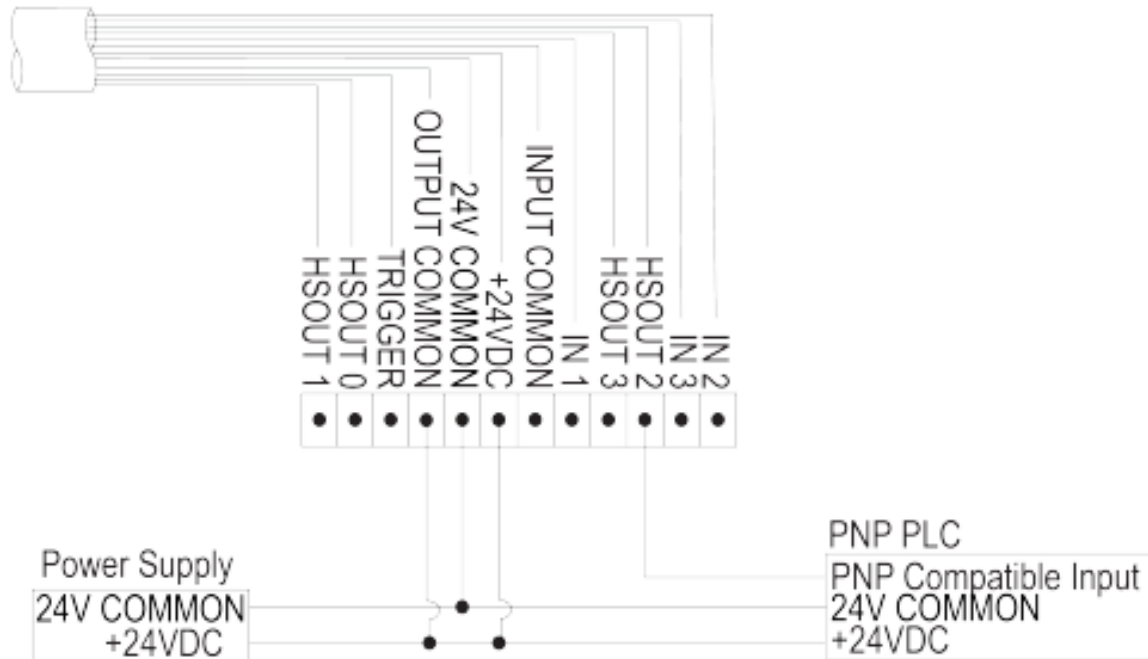 HSOUT 1
HSOUT 0
TRIGGER
OUTPUT COMMON
24V COMMON
+24VDC
INPUT COMMON
IN 1
HSOUT 3
HSOUT 2
IN 3
IN 2
Power Supply
24V COMMON
+24VDC
PNP PLC
PNP Compatible Input
24V COMMON
+24VDC